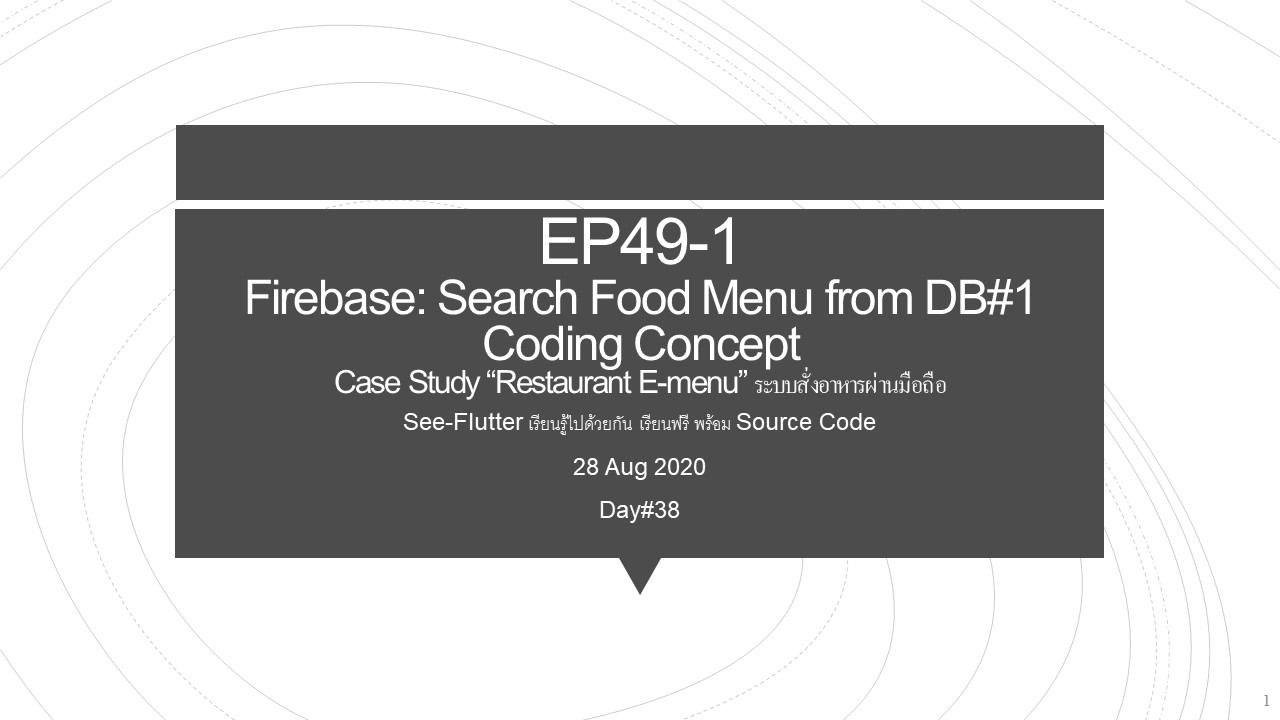 EP49-1
Firebase: Search Food Menu from DB#1
Coding Concept
Case Study “Restaurant E-menu” ระบบสั่งอาหารผ่านมือถือ
See-Flutter เรียนรู้ไปด้วยกัน เรียนฟรี พร้อม Source Code
28 Aug 2020
Day#38
1